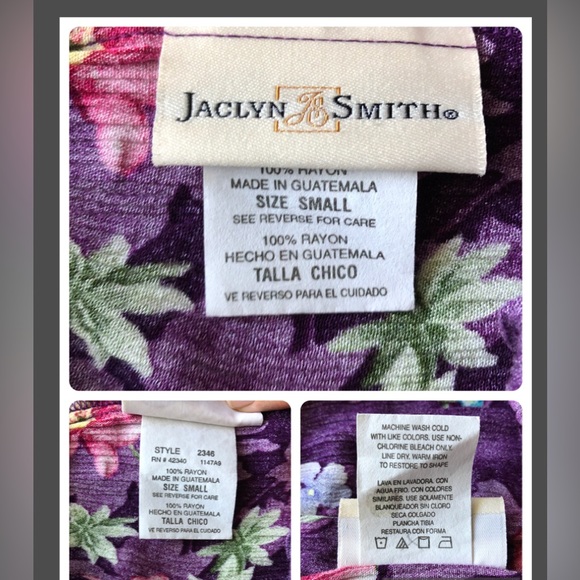 JACLYN JS SMITH®
100% RAYON
MADE IN GUATEMALA
SIZE SMALL
SEE REVERSE FOR CARE
100% RAYON
HECHO EN GUATEMALA
TALLA CHICO
VE REVERSO PARA EL CUIDADO
STYLE 2346
RN # 42340 1147A9
100% RAYON
MADE IN GUATEMALA
SIZE SMALL
SEE REVERSE FOR CARE
100% RAYON
HECHO EN GUATEMALA
TALLA CHICO
VE REVERSO PARA EL CUIDADO
MACHINE WASH COLD
WITH LIKE COLORS. USE NON-
CHLORINE BLEACH ONLY
LINE DRY, WARM IRON
TO RESTORE TO SHAPE
LAVA EN LAVADORA. CON
AGUA FRIO. CON COLORES
SIMILARES. USE SOLAMENTE
BLANQUEADOR SIN CLORO
SECA COLGADO
PLANCHA TIBIA
RESTAURA CON FORMA